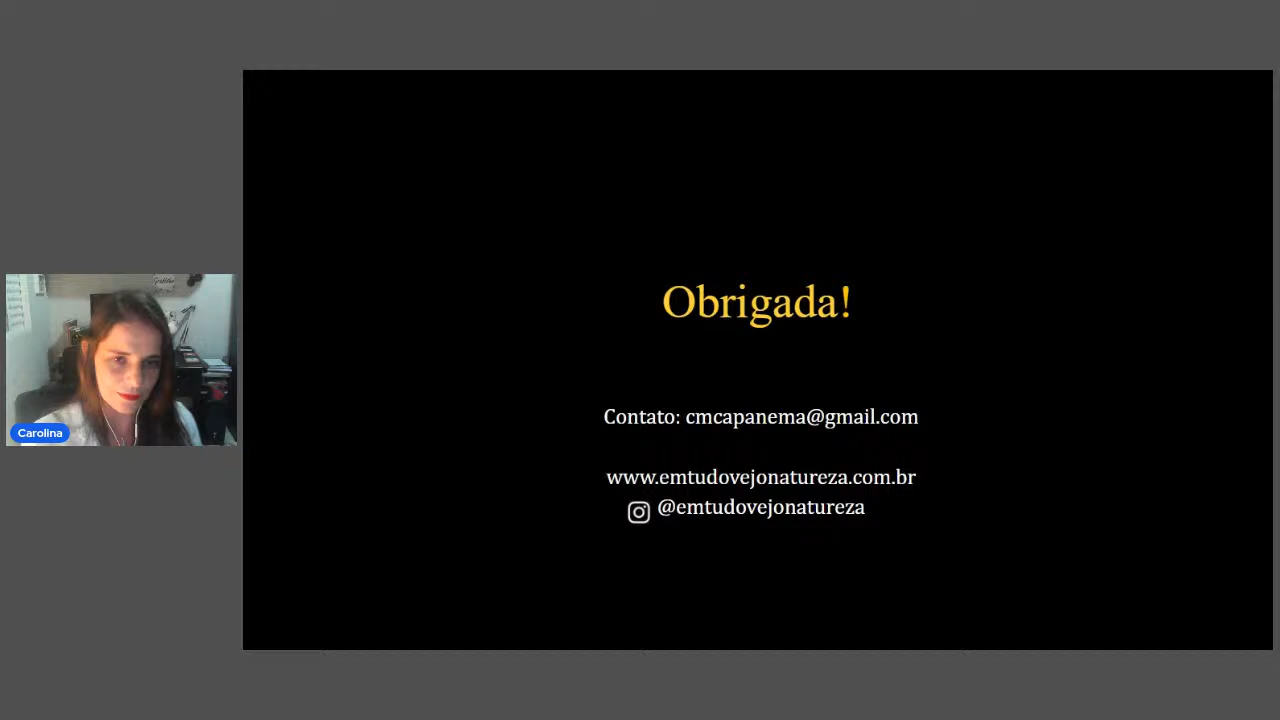 Obrigada!
Contato: cmcapanema@gmail.com
www.emtudovejonatureza.com.br
@emtudovejonatureza
Carolina